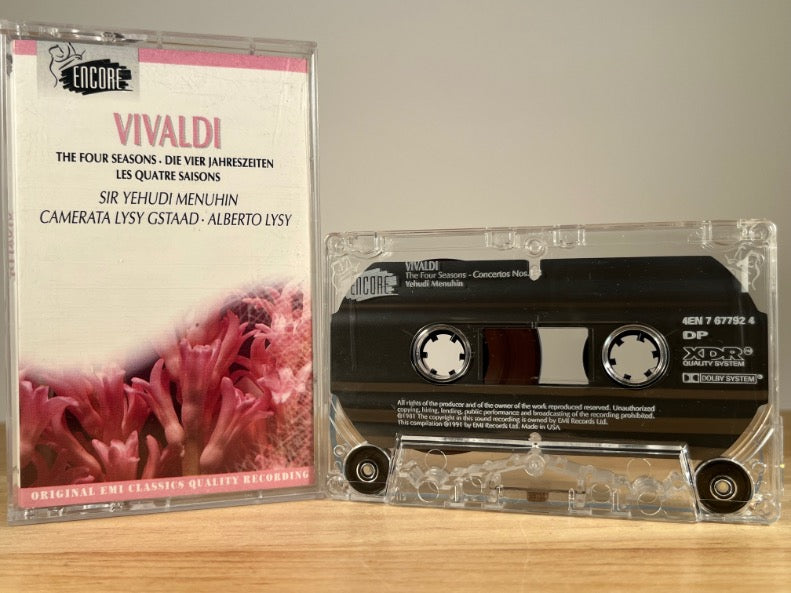 ENCORE
VIVALDI
THE FOUR SEASONS · DIE VIER JAHRESZEITEN
LES QUATRE SAISONS
SIR YEHUDI MENUHIN
CAMERATA LYSY GSTAAD · ALBERTO LYSY
ORIGINAL EMI CLASSICS QUALITY RECORDING
ENCORE
VIVALDI
The Four Seasons - Concertos Nos.
Yehudi Menuhin
1
4EN 7 67792 4
DP
XDR
QUALITY SYSTEM
DOLBY SYSTEM
All rights of the producer and of the owner of the work reproduced reserved. Unauthorized
copying, hiring, lending, public performance and broadcasting of the recording prohibited.
℗1981 The copyright in this sound recording is owned by EMI Records Ltd.
This compilation ℗1991 by EMI Records Ltd. Made in USA.